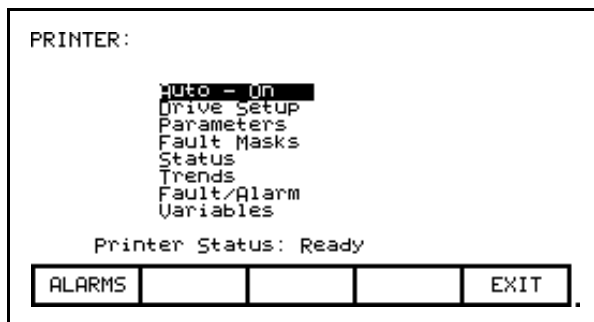 PRINTER:
Auto - On
Drive Setup
Parameters
Fault Masks
Status
Trends
Fault/Alarm
Variables
Printer Status: Ready
ALARMS EXIT